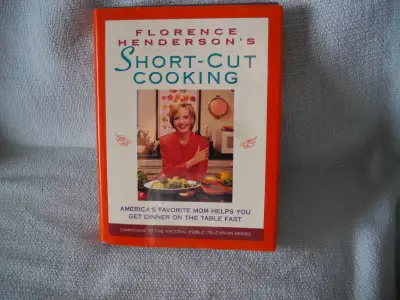 FLORENCE
HENDERSON'S
SHORT-CUT
COOKING
AMERICA'S FAVORITE MOM HELPS YOU
GET DINNER ON THE TABLE FAST
COMPANION TO THE NATIONAL PUBLIC TELEVISION SERIES